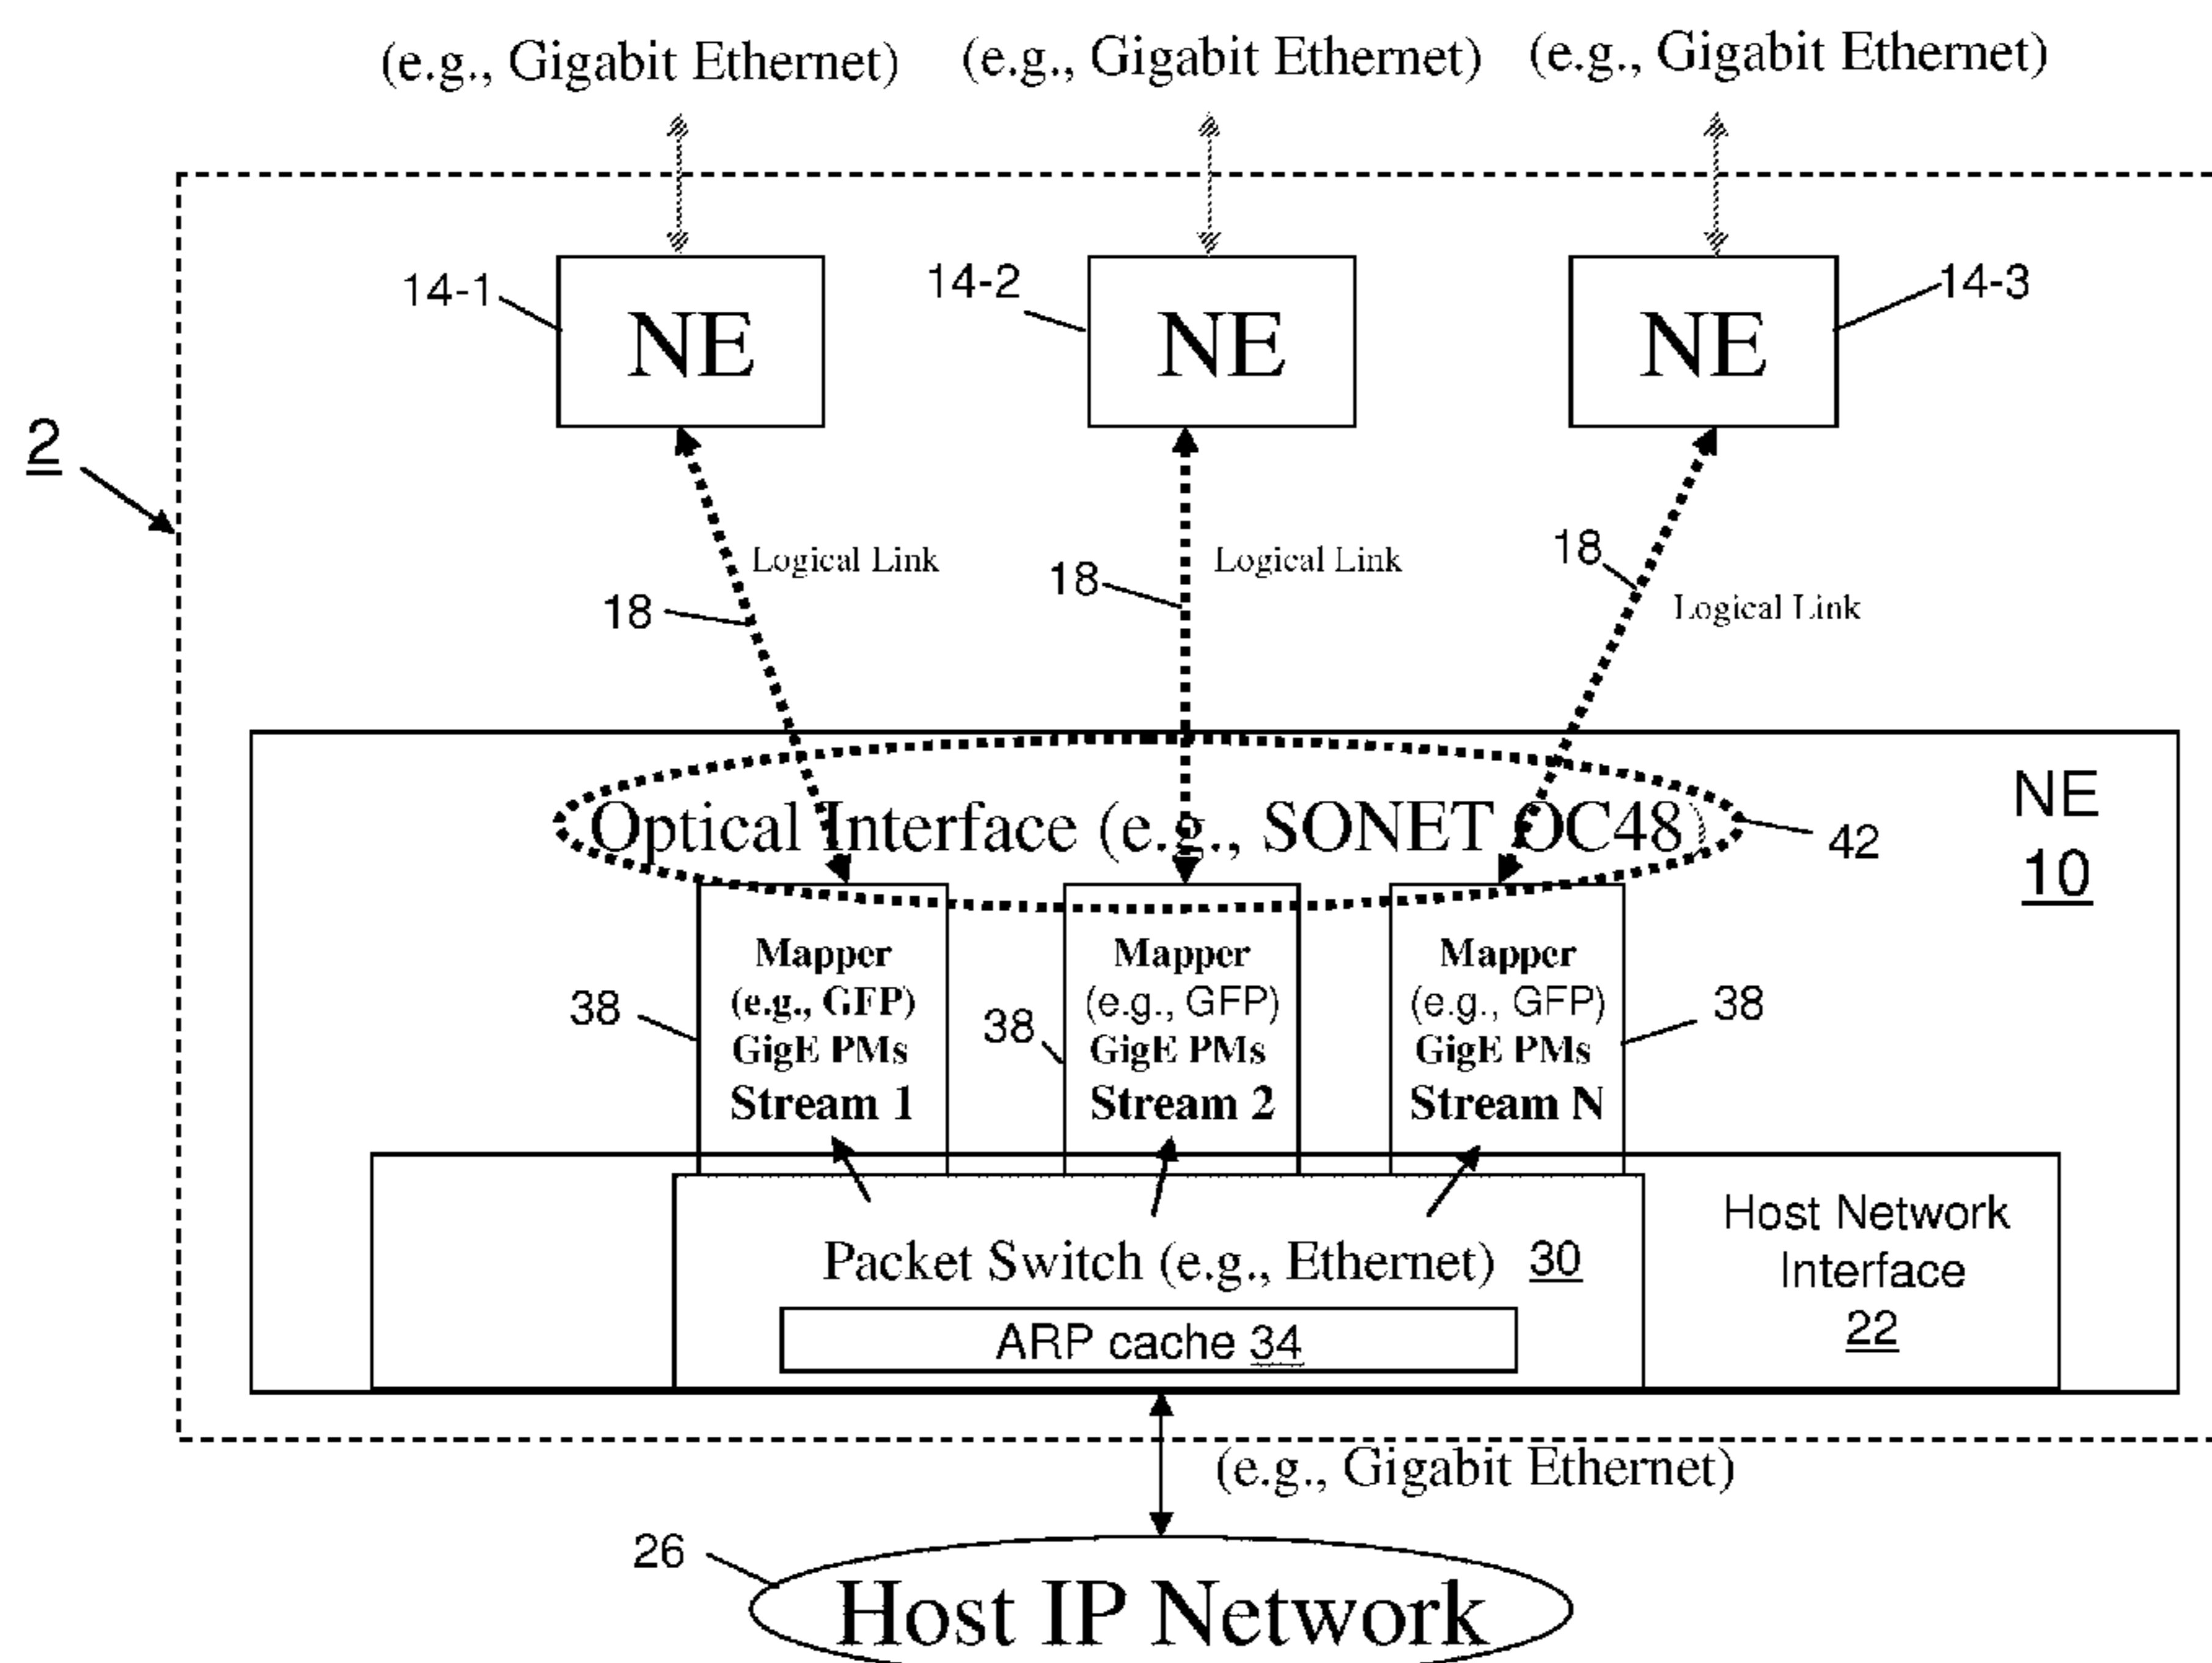 (e.g., Gigabit Ethernet)
(e.g., Gigabit Ethernet)
(e.g., Gigabit Ethernet)
14-1
NE
14-2
NE
14-3
NE
2
Logical Link
18
Logical Link
18
Logical Link
18
Optical Interface (e.g., SONET OC48)
42
NE
10
38
Mapper
(e.g., GFP)
GigE PMs
Stream 1
38
Mapper
(e.g., GFP)
GigE PMs
Stream 2
38
Mapper
(e.g., GFP)
GigE PMs
Stream N
Packet Switch (e.g., Ethernet) 30
ARP cache 34
Host Network
Interface
22
(e.g., Gigabit Ethernet)
26
Host IP Network